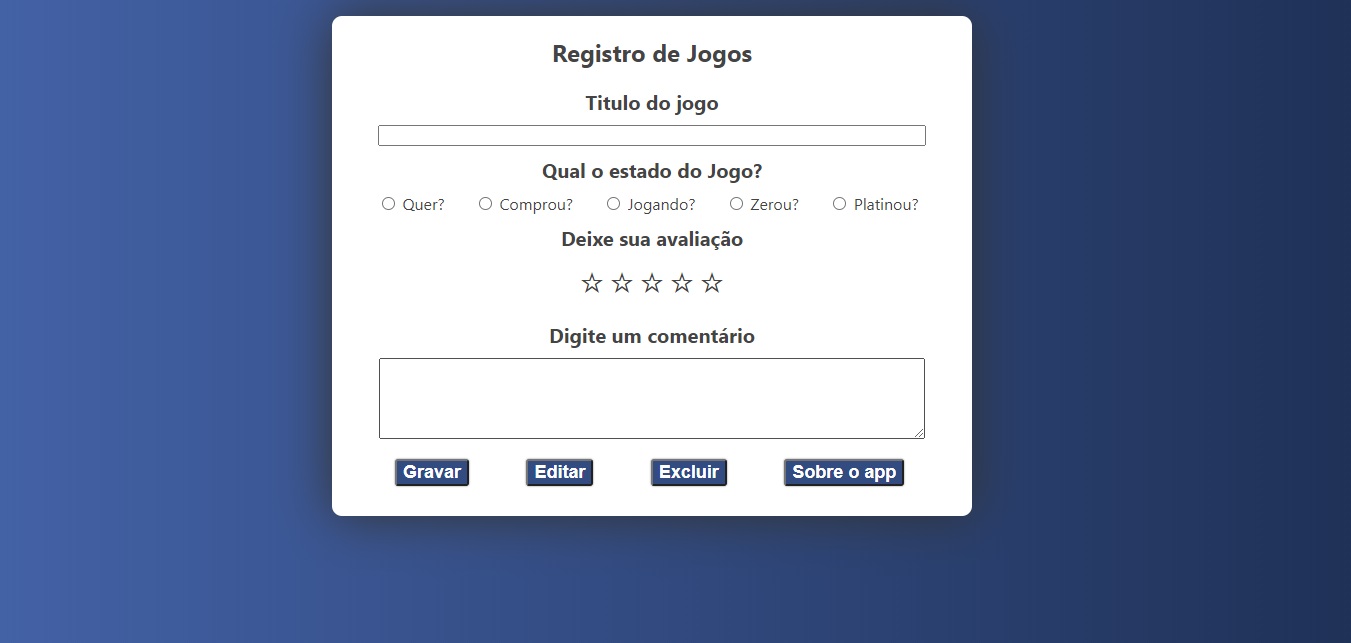 Registro de Jogos
Titulo do jogo
Qual o estado do Jogo?
Quer? Comprou? Jogando? Zerou? Platinou?
Deixe sua avaliação
☆ ☆ ☆ ☆ ☆
Digite um comentário
Gravar Editar Excluir Sobre o app